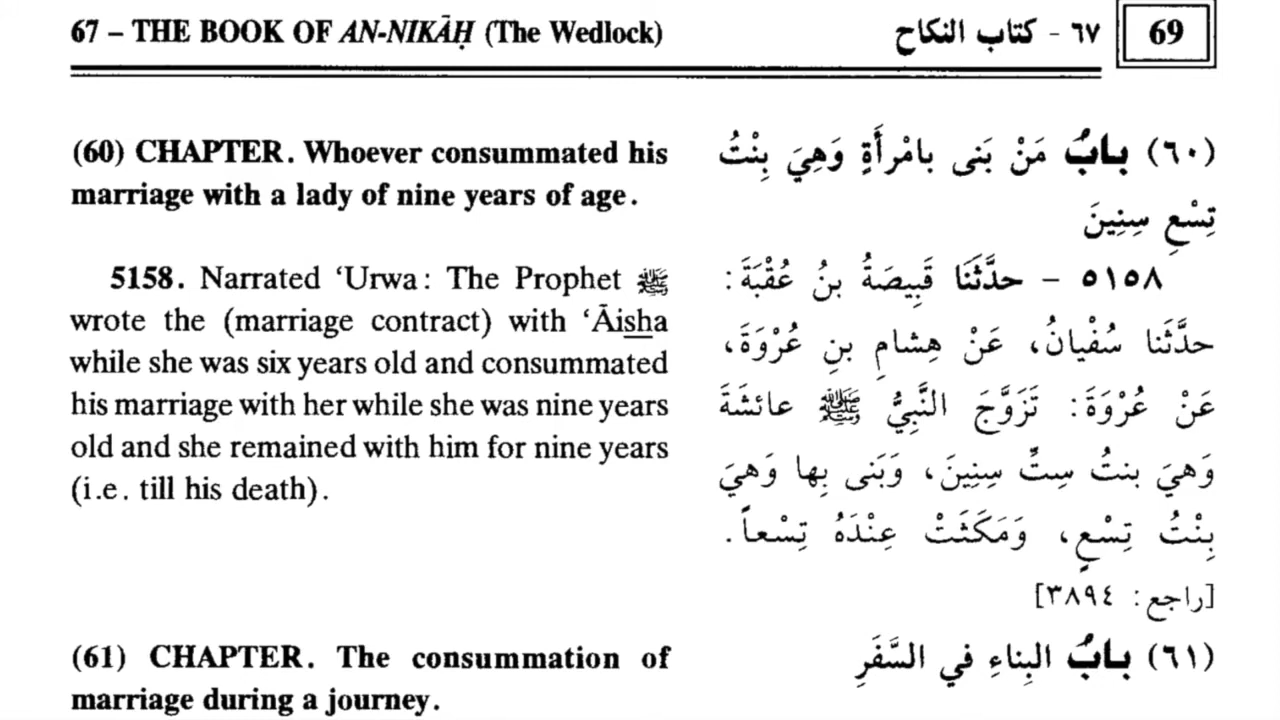 67 – THE BOOK OF AN-NIKĀḤ (The Wedlock)
٦٧ - كتاب النكاح
69
(60) CHAPTER. Whoever consummated his
marriage with a lady of nine years of age.
5158. Narrated ‘Urwa: The Prophet ﷺ
wrote the (marriage contract) with ‘Āisha
while she was six years old and consummated
his marriage with her while she was nine years
old and she remained with him for nine years
(i.e. till his death).
(61) CHAPTER. The consummation of
marriage during a journey.
(٦٠) بابُ مَنْ بَنى بامْرأَةٍ وَهِيَ بِنْتُ
تِسْعِ سِنِينَ
٥١٥٨ – حدَّثَنَا قَبِيصَةُ بنُ عُقْبَةَ:
حدَّثَنا سُفْيانُ، عَنْ هِشامِ بنِ عُرْوَةَ،
عَنْ عُرْوَةَ: تَزَوَّجَ النَّبِيُّ ﷺ عائشَةَ
وَهيَ بنتُ ستِّ سِنِينَ، وَبَنى بِها وَهيَ
بِنْتُ تِسْعٍ، وَمَكَثَتْ عِنْدَهُ تِسْعاً.
[راجع: ٣٨٩٤]
(٦١) بابُ البِناءِ في السَّفَرِ